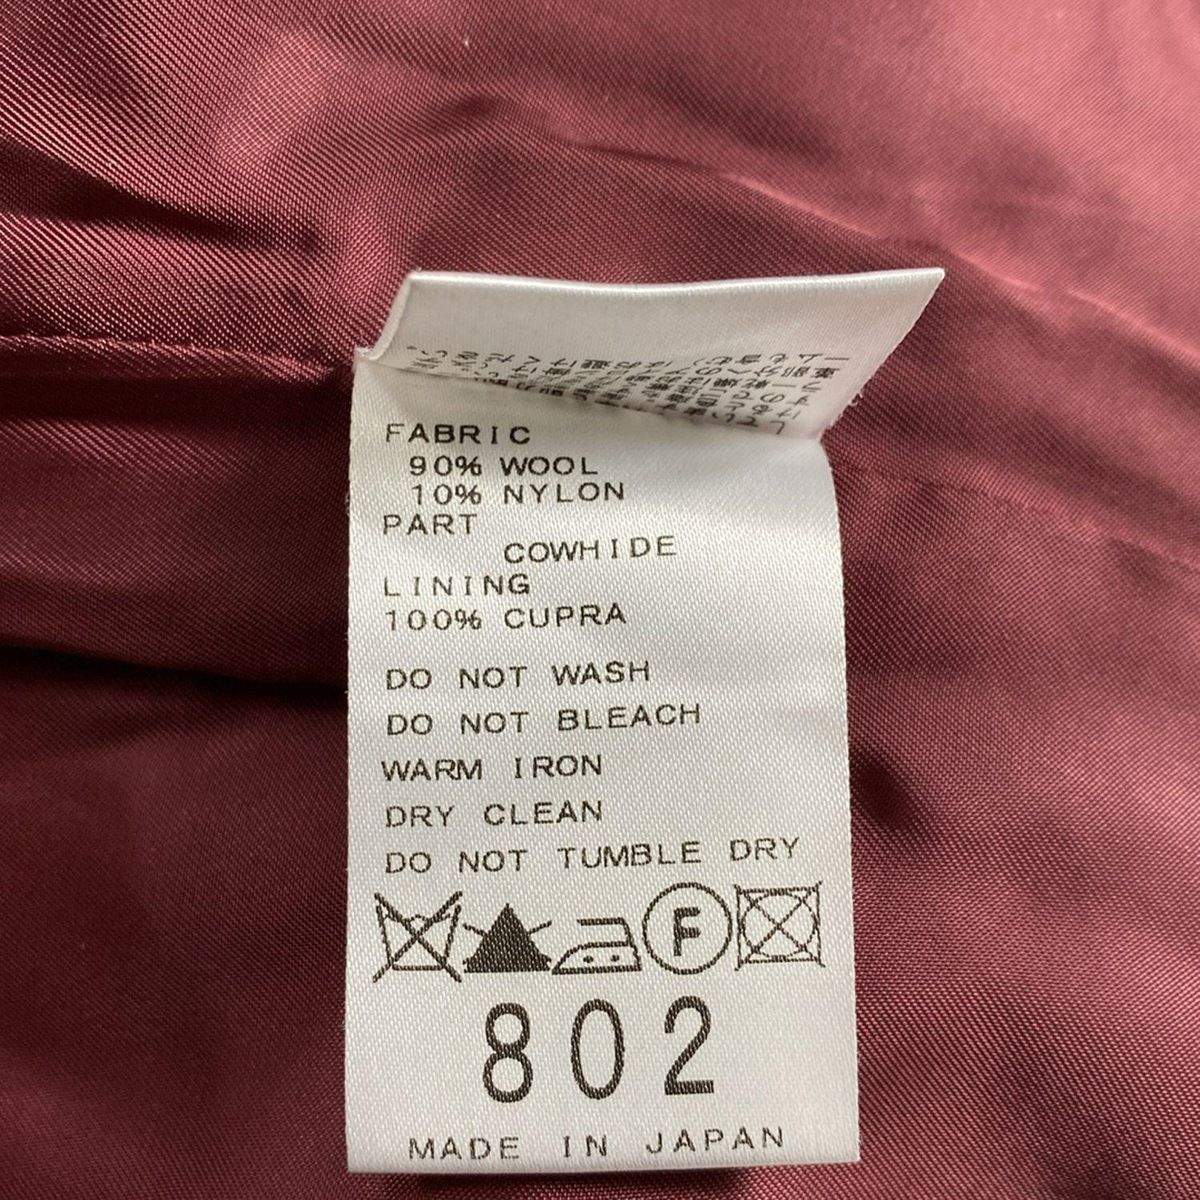 FABRIC
90% WOOL
10% NYLON
PART
COWHIDE
LINING
100% CUPRA
DO NOT WASH
DO NOT BLEACH
WARM IRON
DRY CLEAN
DO NOT TUMBLE DRY
F
802
MADE IN JAPAN